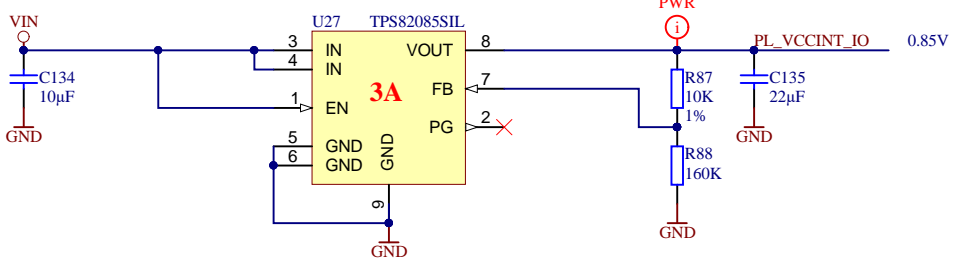 PWR
i
VIN
U27 TPS82085SIL
3 IN VOUT 8 PL_VCCINT_IO 0.85V
4 IN
C134
10µF
R87
10K
1%
C135
22µF
3A
FB 7
1 EN
PG 2
5 GND
6 GND
GND
9
R88
160K
GND
GND
GND
GND